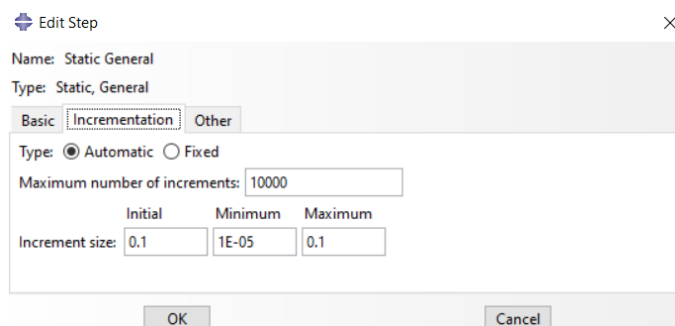 Edit Step
Name: Static General
Type: Static, General
Basic Incrementation Other
Type: Automatic Fixed
Maximum number of increments: 10000
Initial Minimum Maximum
Increment size: 0.1 1E-05 0.1
OK Cancel